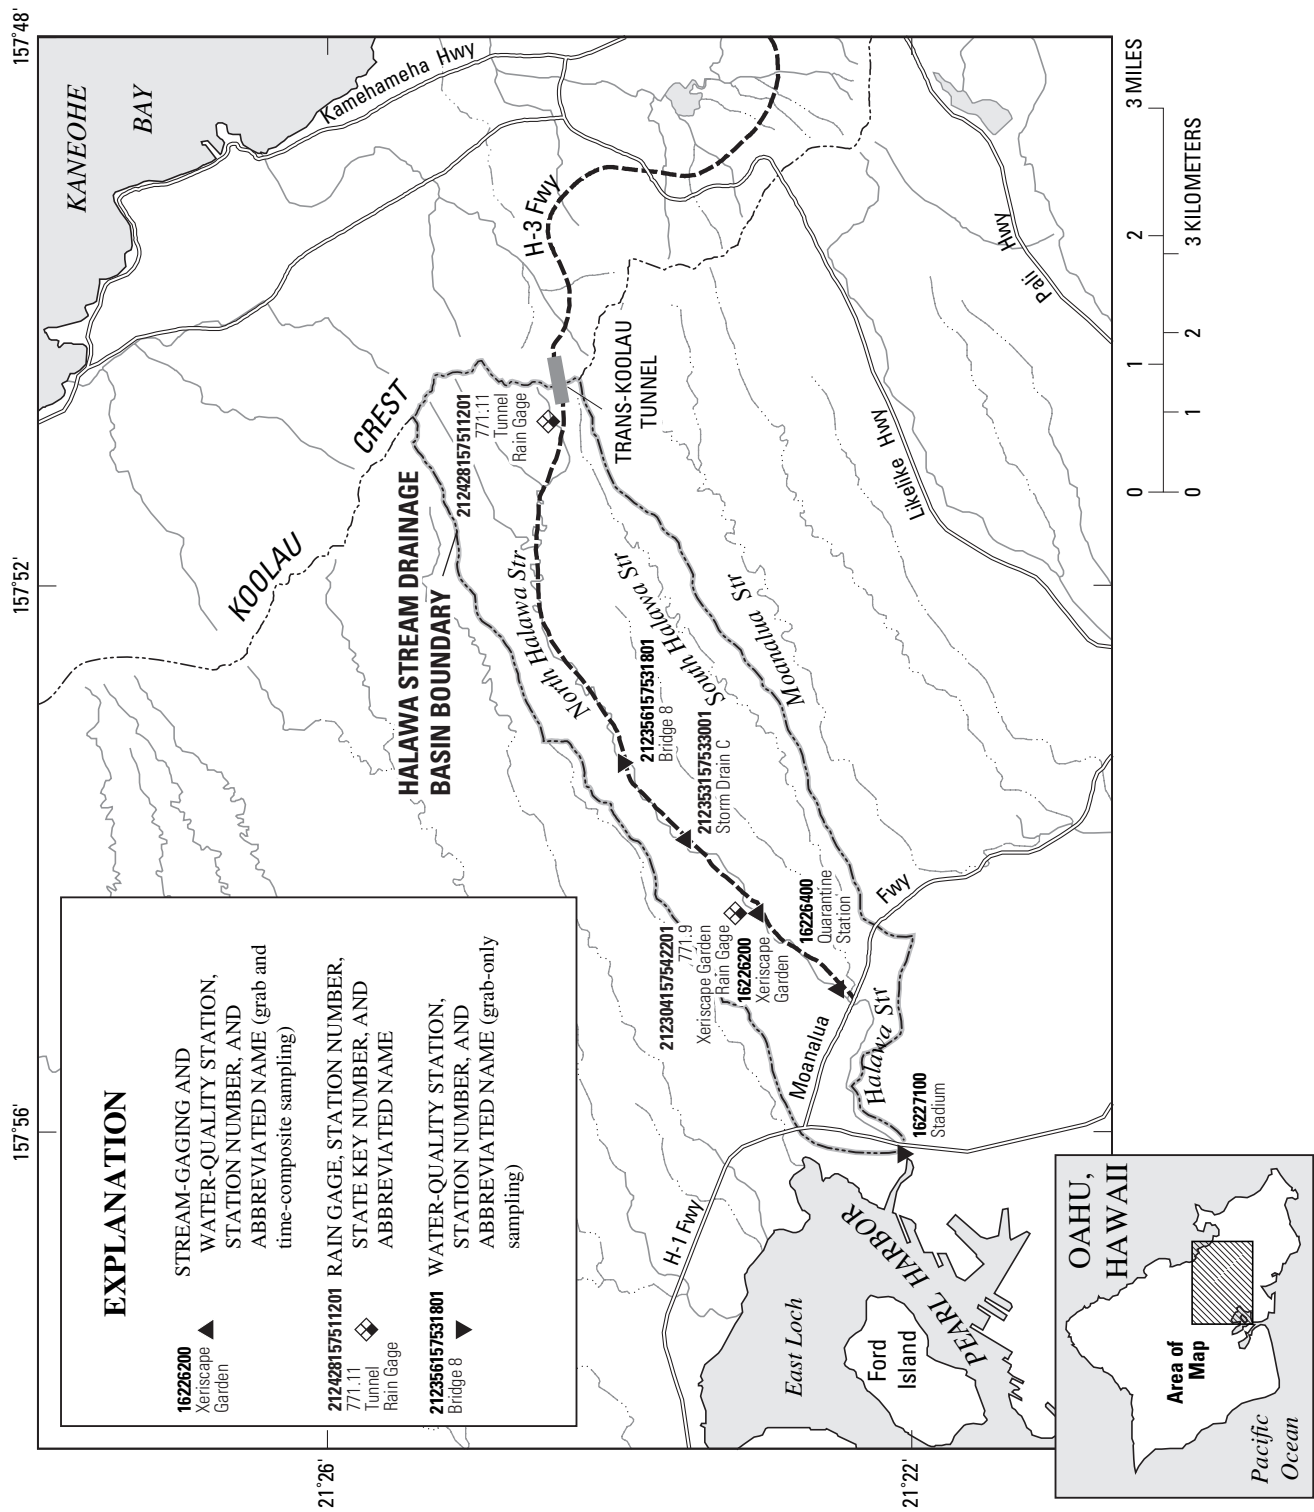 157°56'
157°52'
157°48'
21°26'
21°22'
EXPLANATION
16226200
Xeriscape
Garden
STREAM-GAGING AND
WATER-QUALITY STATION,
STATION NUMBER, AND
ABBREVIATED NAME (grab and
time-composite sampling)
212428157511201
771.11
Tunnel
Rain Gage
RAIN GAGE, STATION NUMBER,
STATE KEY NUMBER, AND
ABBREVIATED NAME
212356157531801
Bridge 8
WATER-QUALITY STATION,
STATION NUMBER, AND
ABBREVIATED NAME (grab-only
sampling)
KANEOHE
BAY
Kamehameha Hwy
KOOLAU
CREST
HALAWA STREAM DRAINAGE
BASIN BOUNDARY
212428157511201
771.11
Tunnel
Rain Gage
H-3 Fwy
TRANS-KOOLAU
TUNNEL
North Halawa Str
South Halawa Str
Moanalua Str
212356157531801
Bridge 8
212353157533001
Storm Drain C
212304157542201
771.9
Xeriscape Garden
Rain Gage
16226200
Xeriscape
Garden
16226400
Quarantine
Station
Moanalua
Fwy
Halawa Str
16227100
Stadium
H-1 Fwy
East Loch
Ford
Island
PEARL HARBOR
Likelike Hwy
Pali
Hwy
0
1
2
3 MILES
0
1
2
3 KILOMETERS
OAHU,
HAWAII
Area of
Map
Pacific
Ocean